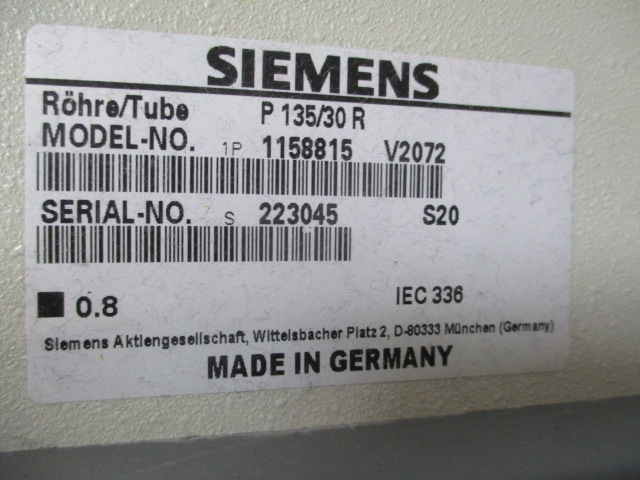 SIEMENS
Röhre/Tube P 135/30 R
MODEL-NO. 1P 1158815 V2072
SERIAL-NO. S 223045 S20
■ 0.8 IEC 336
Siemens Aktiengesellschaft, Wittelsbacher Platz 2, D-80333 München (Germany)
MADE IN GERMANY